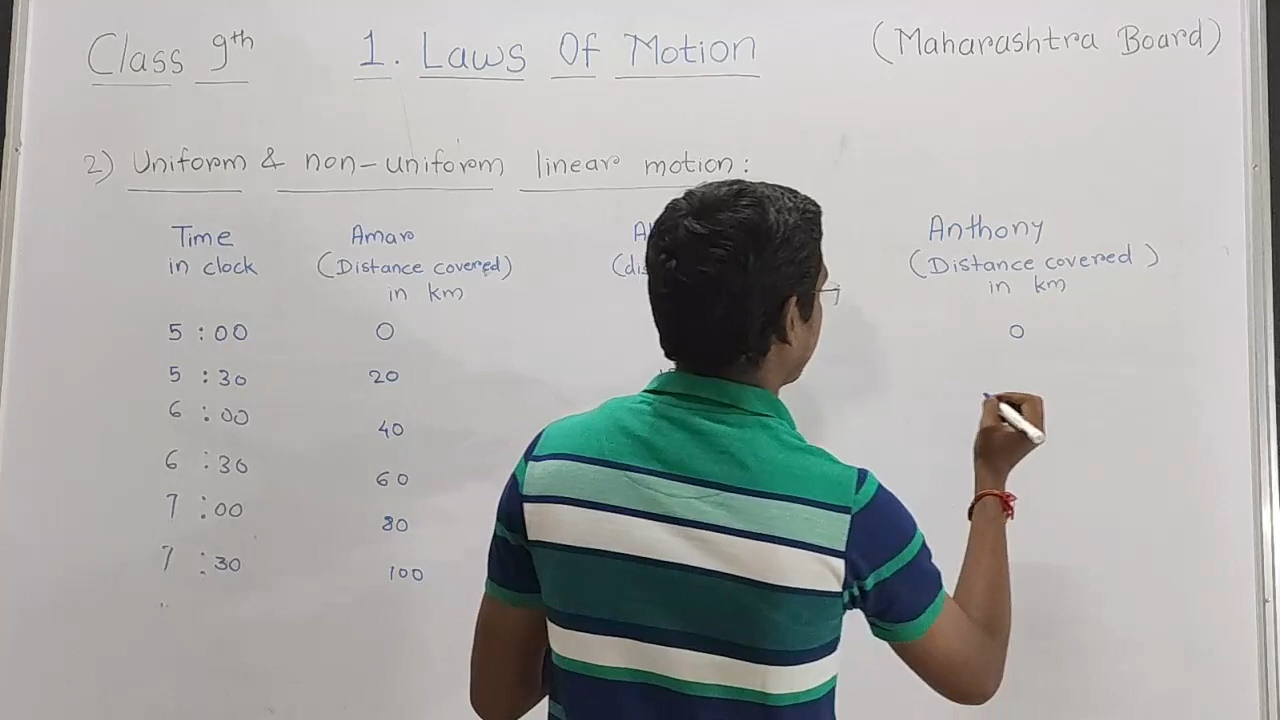 Class 9th 1. Laws Of Motion (Maharashtra Board)
2) Uniform & non-uniform linear motion:
Time Amar Anthony
in clock (Distance covered) (Distance covered)
in km in km
5 : 00 0 0
5 : 30 20
6 : 00 40
6 : 30 60
7 : 00 80
7 : 30 100